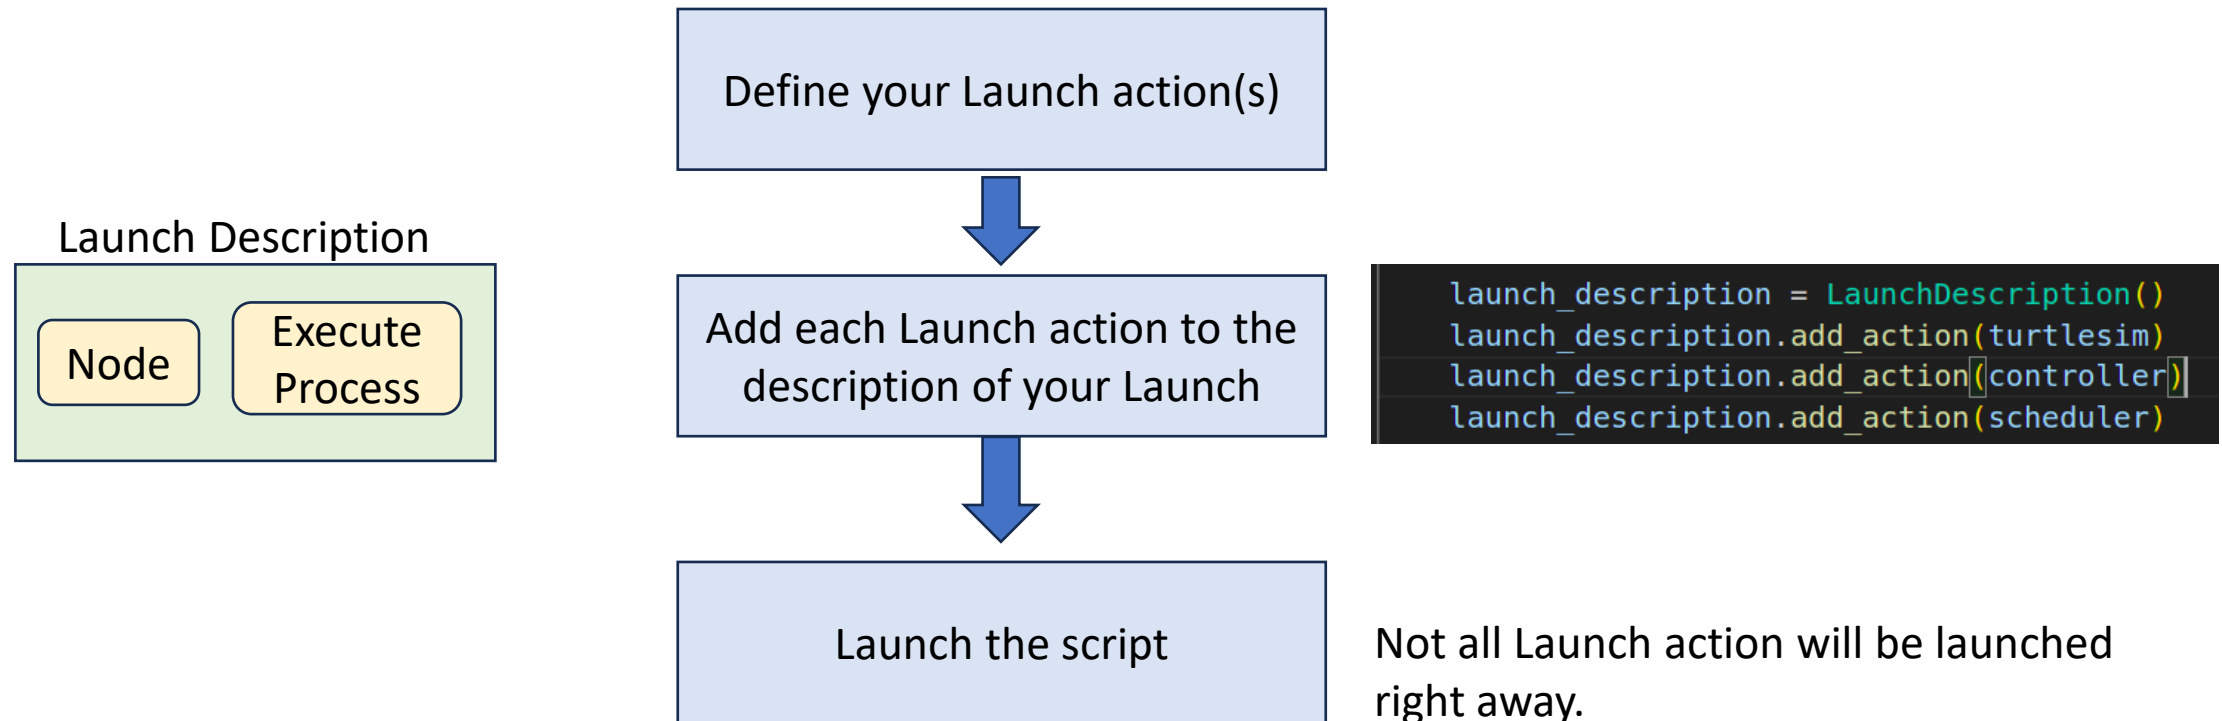 Define your Launch action(s)
Launch Description
Node
Execute
Process
Add each Launch action to the
description of your Launch
launch_description = LaunchDescription()
launch_description.add_action(turtlesim)
launch_description.add_action(controller)
launch_description.add_action(scheduler)
Launch the script
Not all Launch action will be launched
right away.